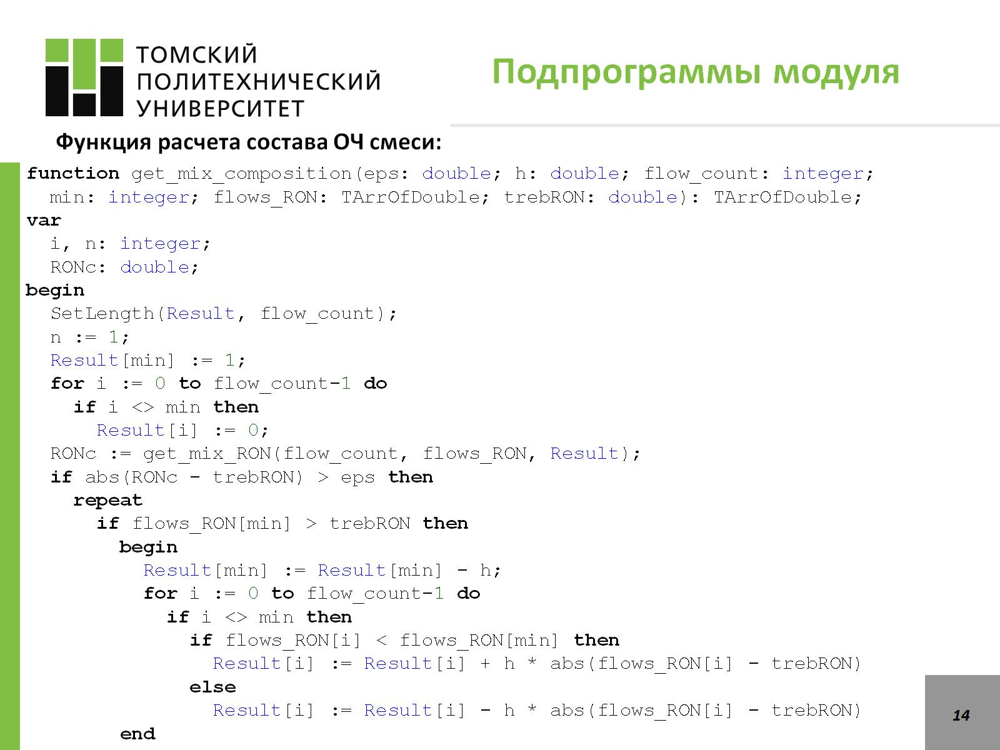 ТОМСКИЙ
ПОЛИТЕХНИЧЕСКИЙ
УНИВЕРСИТЕТ
Подпрограммы модуля
Функция расчета состава ОЧ смеси:
function get_mix_composition(eps: double; h: double; flow_count: integer;
  min: integer; flows_RON: TArrOfDouble; trebRON: double): TArrOfDouble;
var
  i, n: integer;
  RONc: double;
begin
  SetLength(Result, flow_count);
  n := 1;
  Result[min] := 1;
  for i := 0 to flow_count-1 do
    if i <> min then
      Result[i] := 0;
  RONc := get_mix_RON(flow_count, flows_RON, Result);
  if abs(RONc - trebRON) > eps then
    repeat
      if flows_RON[min] > trebRON then
        begin
          Result[min] := Result[min] - h;
          for i := 0 to flow_count-1 do
            if i <> min then
              if flows_RON[i] < flows_RON[min] then
                Result[i] := Result[i] + h * abs(flows_RON[i] - trebRON)
              else
                Result[i] := Result[i] - h * abs(flows_RON[i] - trebRON)
        end
14